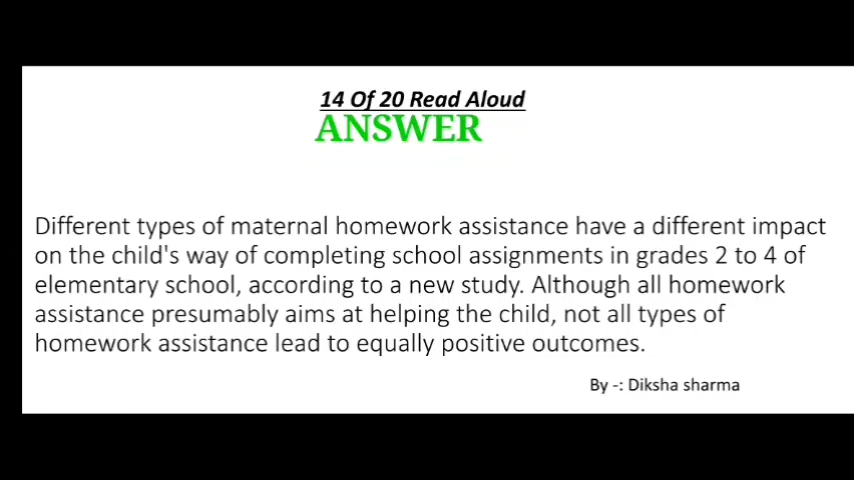 14 Of 20 Read Aloud
ANSWER
Different types of maternal homework assistance have a different impact
on the child's way of completing school assignments in grades 2 to 4 of
elementary school, according to a new study. Although all homework
assistance presumably aims at helping the child, not all types of
homework assistance lead to equally positive outcomes.
By -: Diksha sharma